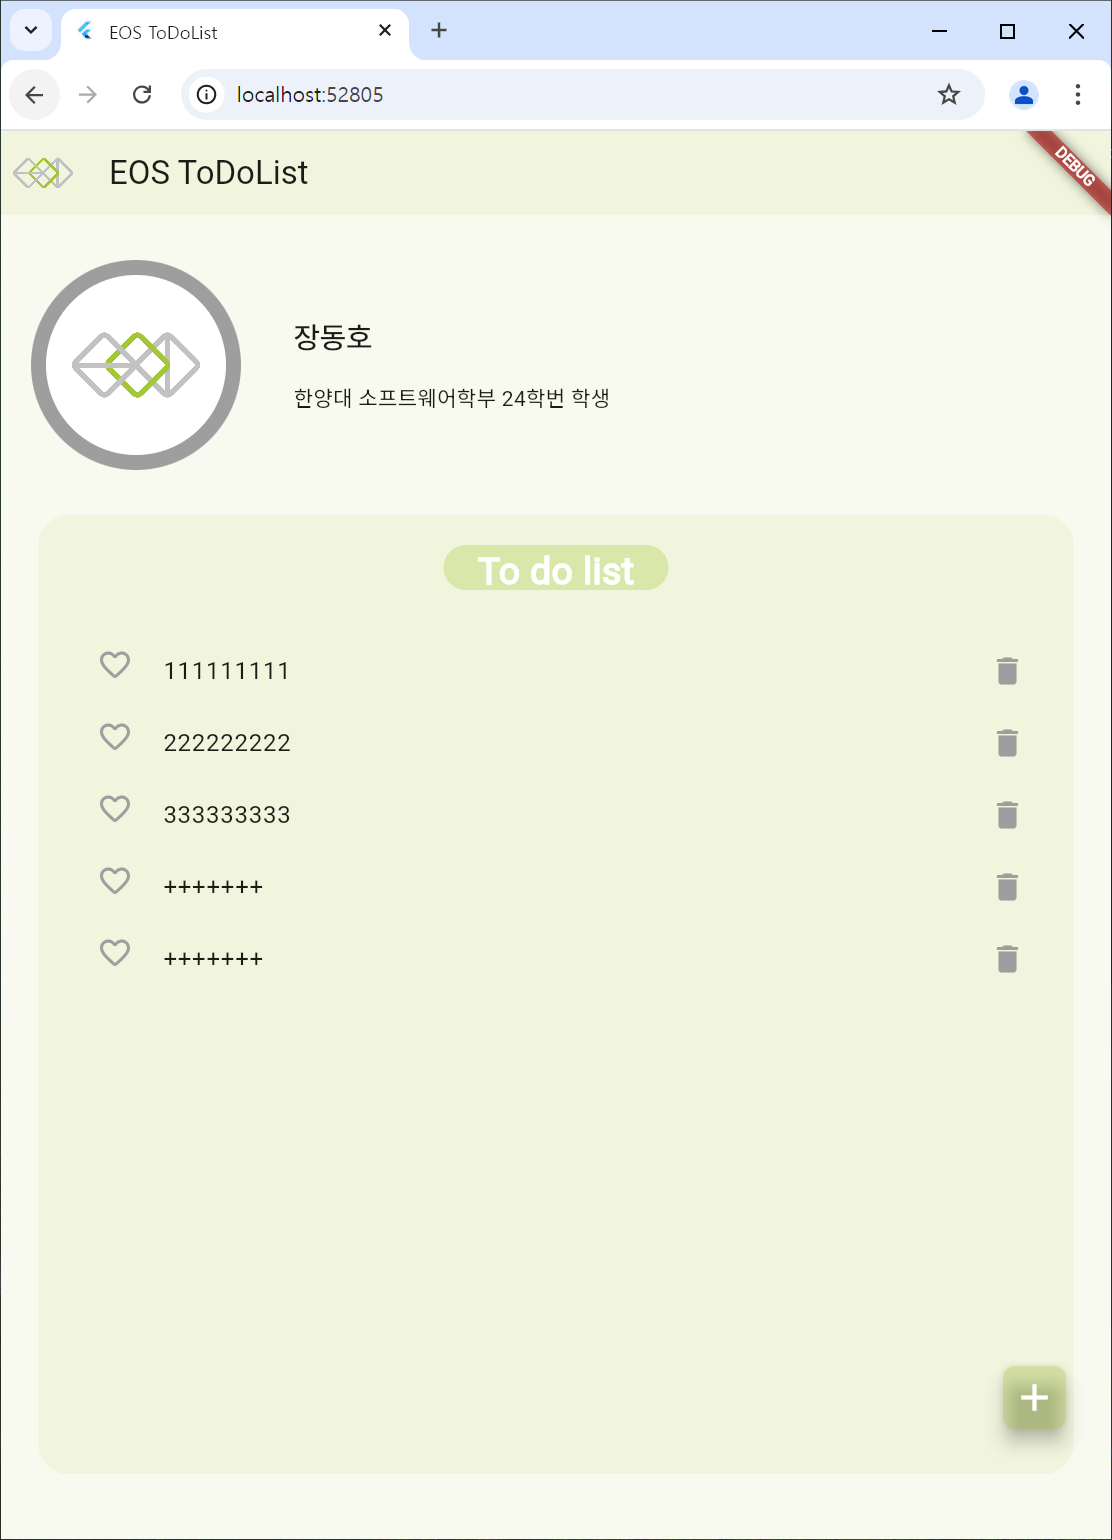 EOS ToDoList
localhost:52805
EOS ToDoList
DEBUG
장동호
한양대 소프트웨어학부 24학번 학생
To do list
111111111
222222222
333333333
+++++++
+++++++